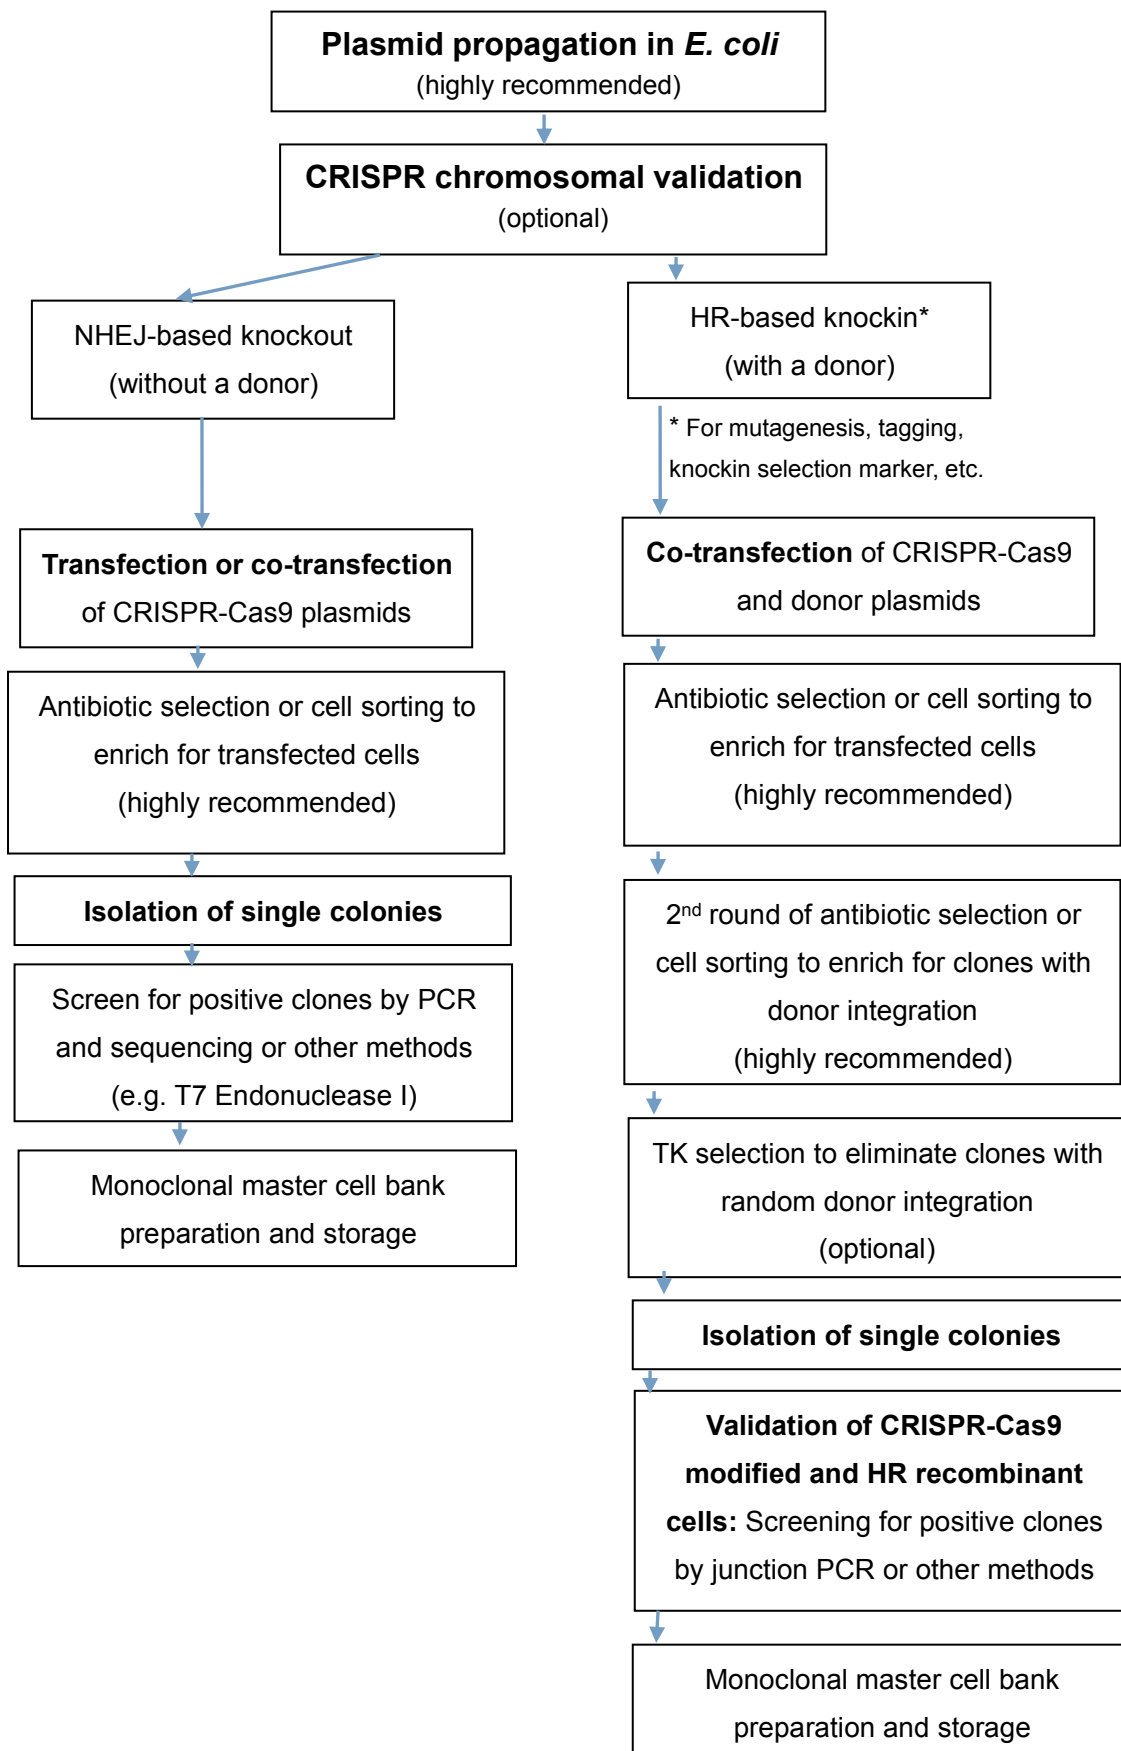 Plasmid propagation in E. coli
(highly recommended)
CRISPR chromosomal validation
(optional)
NHEJ-based knockout
(without a donor)
HR-based knockin*
(with a donor)
* For mutagenesis, tagging,
knockin selection marker, etc.
Transfection or co-transfection
of CRISPR-Cas9 plasmids
Antibiotic selection or cell sorting to
enrich for transfected cells
(highly recommended)
Isolation of single colonies
Screen for positive clones by PCR
and sequencing or other methods
(e.g. T7 Endonuclease I)
Monoclonal master cell bank
preparation and storage
Co-transfection of CRISPR-Cas9
and donor plasmids
Antibiotic selection or cell sorting to
enrich for transfected cells
(highly recommended)
2nd round of antibiotic selection or
cell sorting to enrich for clones with
donor integration
(highly recommended)
TK selection to eliminate clones with
random donor integration
(optional)
Isolation of single colonies
Validation of CRISPR-Cas9
modified and HR recombinant
cells: Screening for positive clones
by junction PCR or other methods
Monoclonal master cell bank
preparation and storage